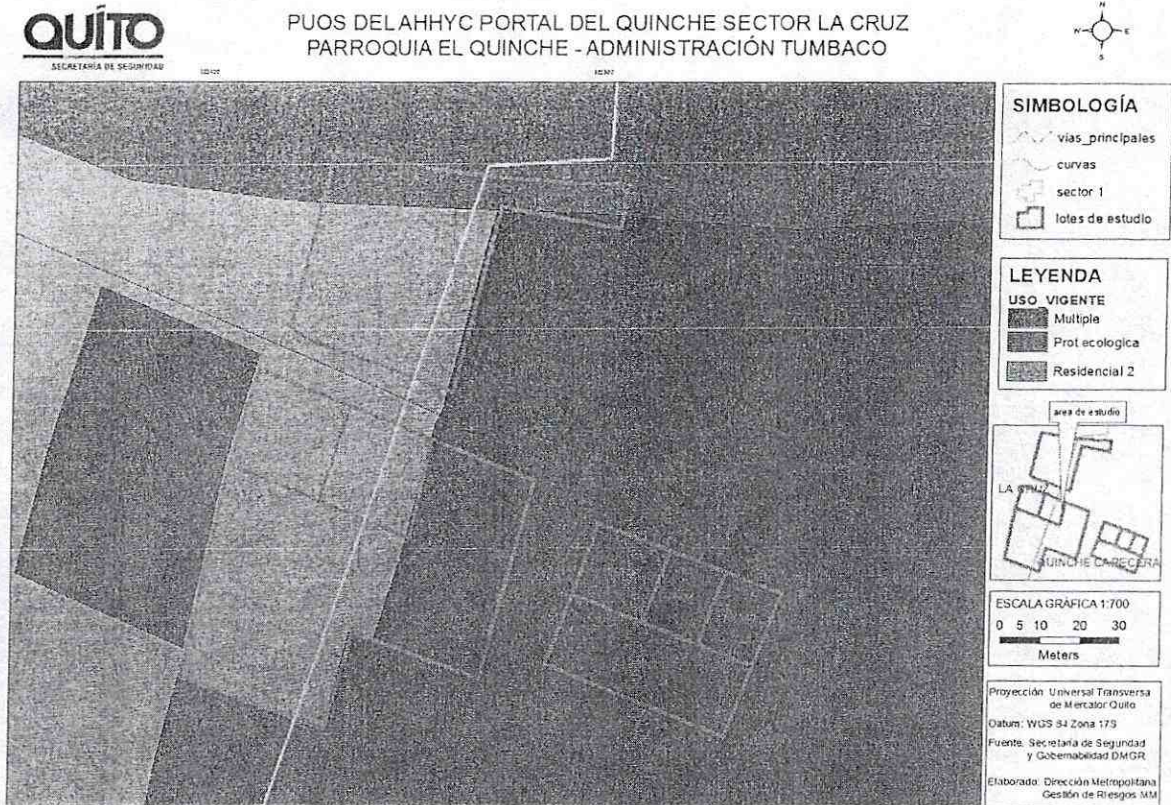 QUITO
SECRETARÍA DE SEGURIDAD
PUOS DEL AHHYC PORTAL DEL QUINCHE SECTOR LA CRUZ
PARROQUIA EL QUINCHE - ADMINISTRACIÓN TUMBACO
N
W E
S
SIMBOLOGÍA
vias_principales
curvas
sector 1
lotes de estudio
LEYENDA
USO_VIGENTE
Multiple
Prot ecologica
Residencial 2
area de estudio
LA CRUZ
QUINCHE CABECERA
ESCALA GRÁFICA 1:700
0 5 10 20 30
Meters
Proyección Universal Transversa
de Mercator Quito
Datum: WGS 84 Zona 17S
Fuente. Secretaría de Seguridad
y Gobernabilidad DMGR
Elaborado: Dirección Metropolitana
Gestión de Riesgos MM